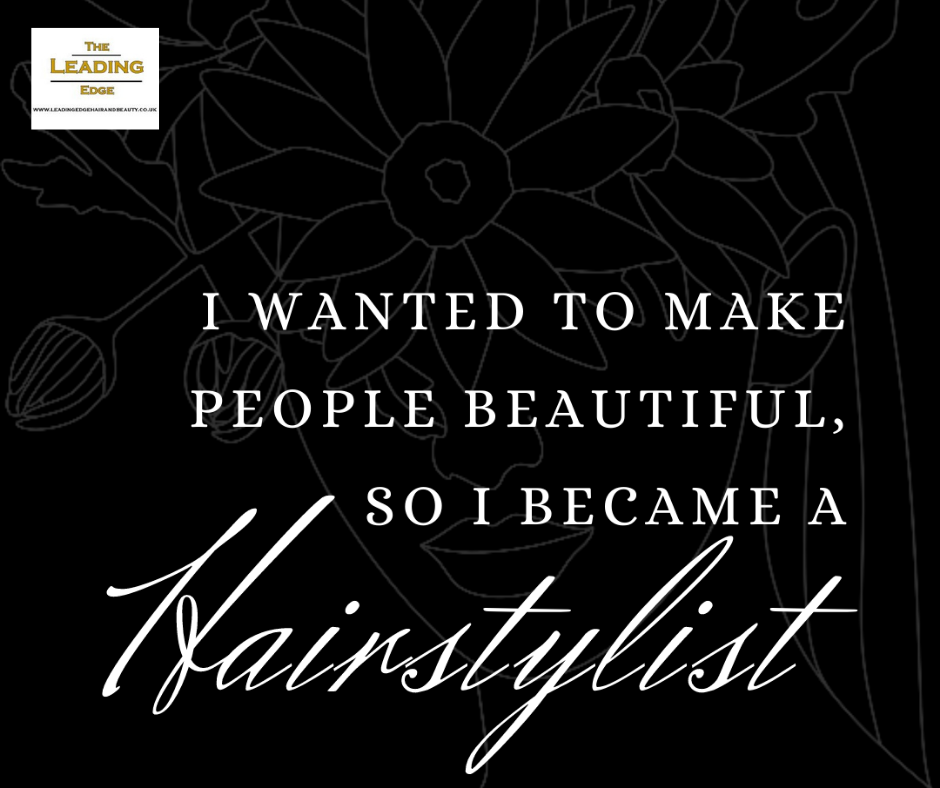 THE
LEADING
EDGE
WWW.LEADINGEDGEHAIRANDBEAUTY.CO.UK
I WANTED TO MAKE
PEOPLE BEAUTIFUL,
SO I BECAME A
Hairstylist